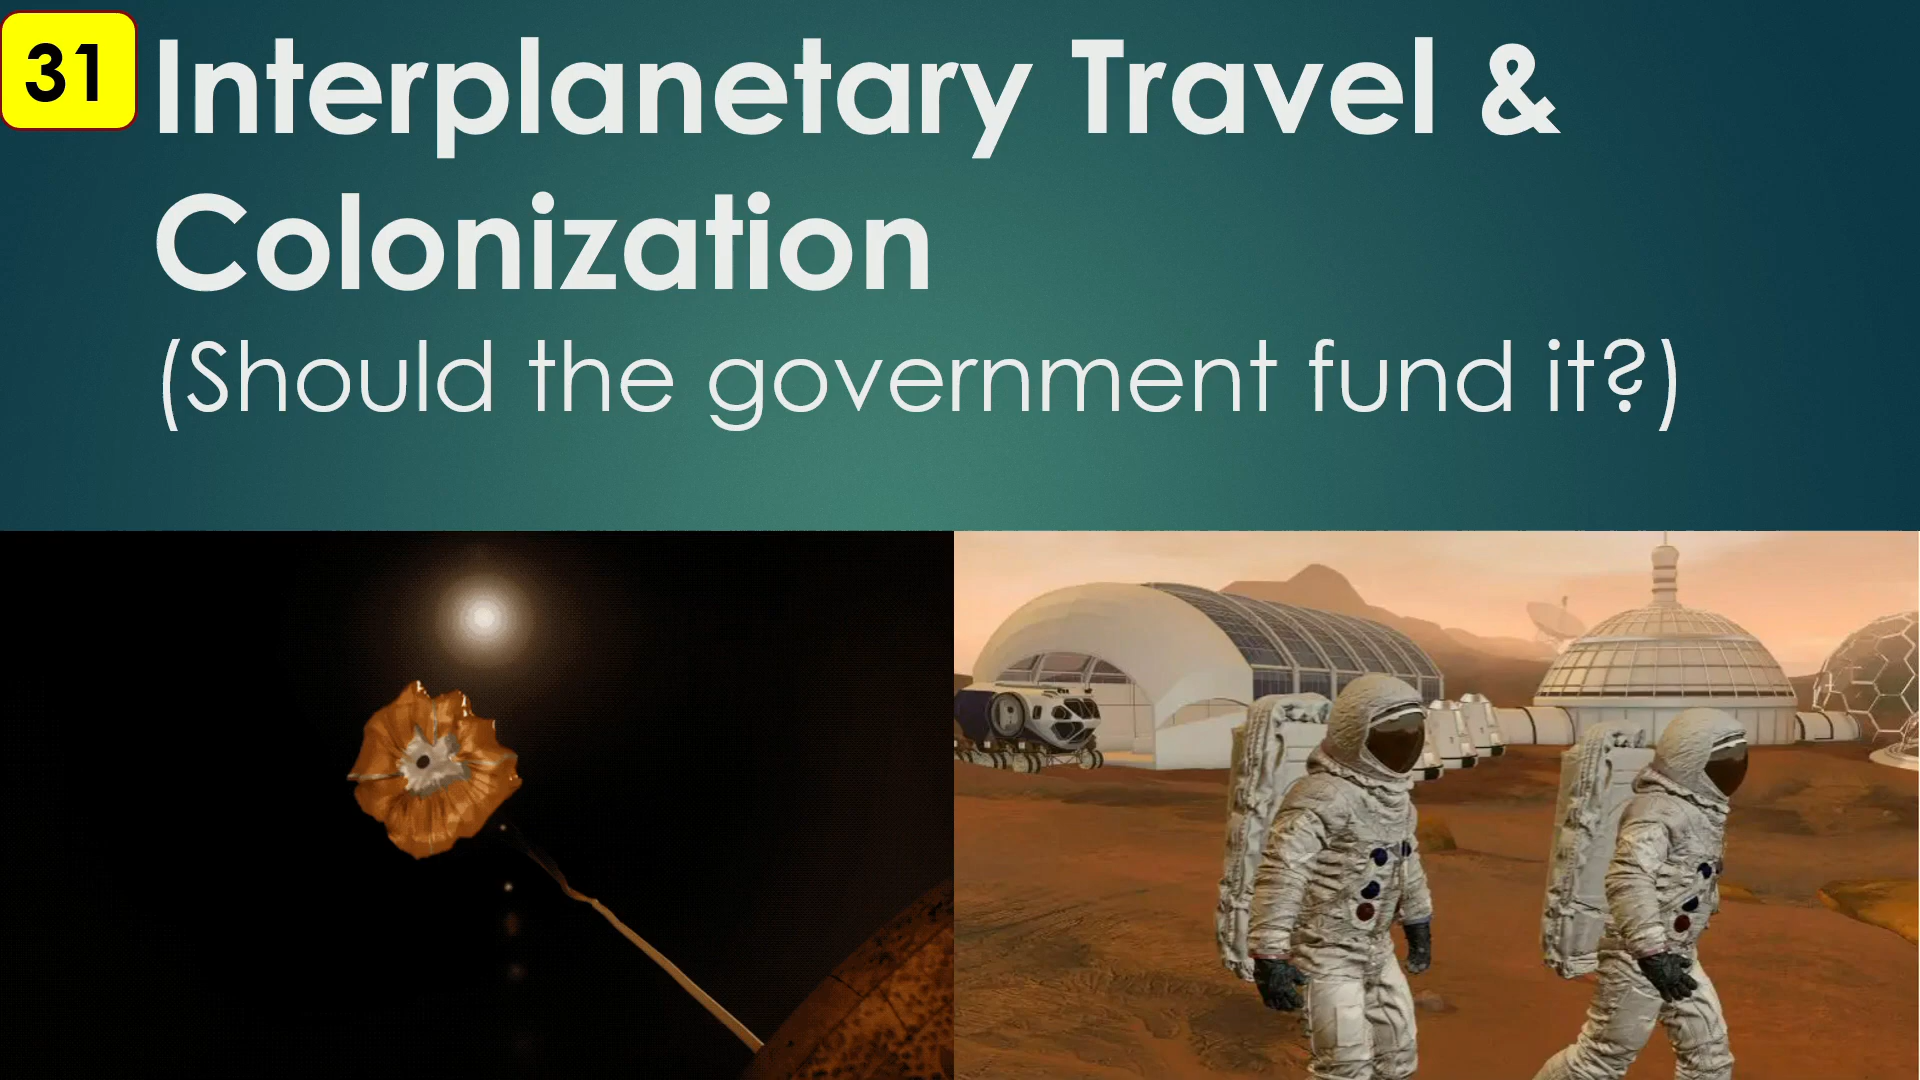 31
Interplanetary Travel &
Colonization
(Should the government fund it?)